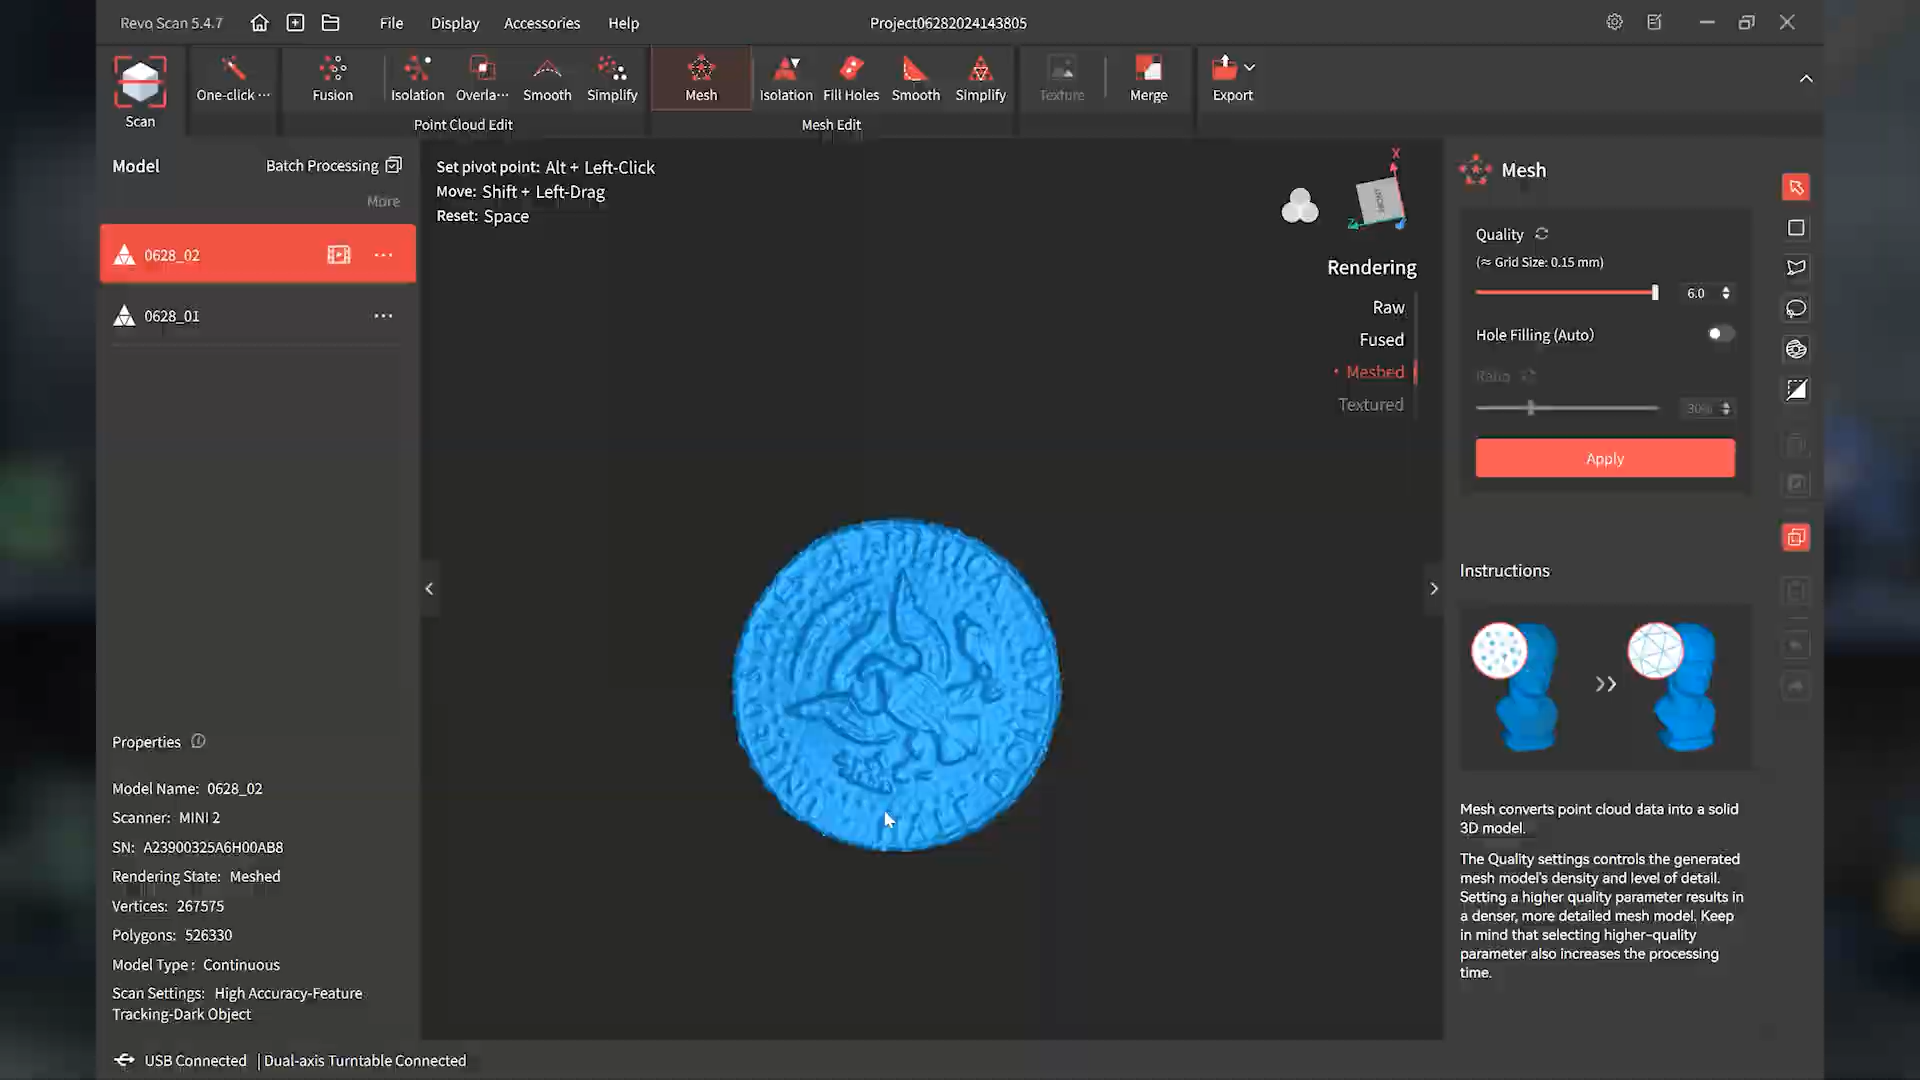 Revo Scan 5.4.7
File
Display
Accessories
Help
Project06282024143805
Scan
One-click ···
Fusion
Isolation
Overla···
Smooth
Simplify
Point Cloud Edit
Mesh
Isolation
Fill Holes
Smooth
Simplify
Mesh Edit
Texture
Merge
Export
Model
Batch Processing
More
0628_02
0628_01
Set pivot point: Alt + Left-Click
Move: Shift + Left-Drag
Reset: Space
X
Z
Rendering
Raw
Fused
Meshed
Textured
Mesh
Quality
(≈ Grid Size: 0.15 mm)
6.0
Hole Filling (Auto)
Ratio
30%
Apply
Instructions
Mesh converts point cloud data into a solid
3D model.
The Quality settings controls the generated
mesh model's density and level of detail.
Setting a higher quality parameter results in
a denser, more detailed mesh model. Keep
in mind that selecting higher-quality
parameter also increases the processing
time.
Properties
Model Name: 0628_02
Scanner: MINI 2
SN: A23900325A6H00AB8
Rendering State: Meshed
Vertices: 267575
Polygons: 526330
Model Type : Continuous
Scan Settings: High Accuracy-Feature
Tracking-Dark Object
USB Connected | Dual-axis Turntable Connected